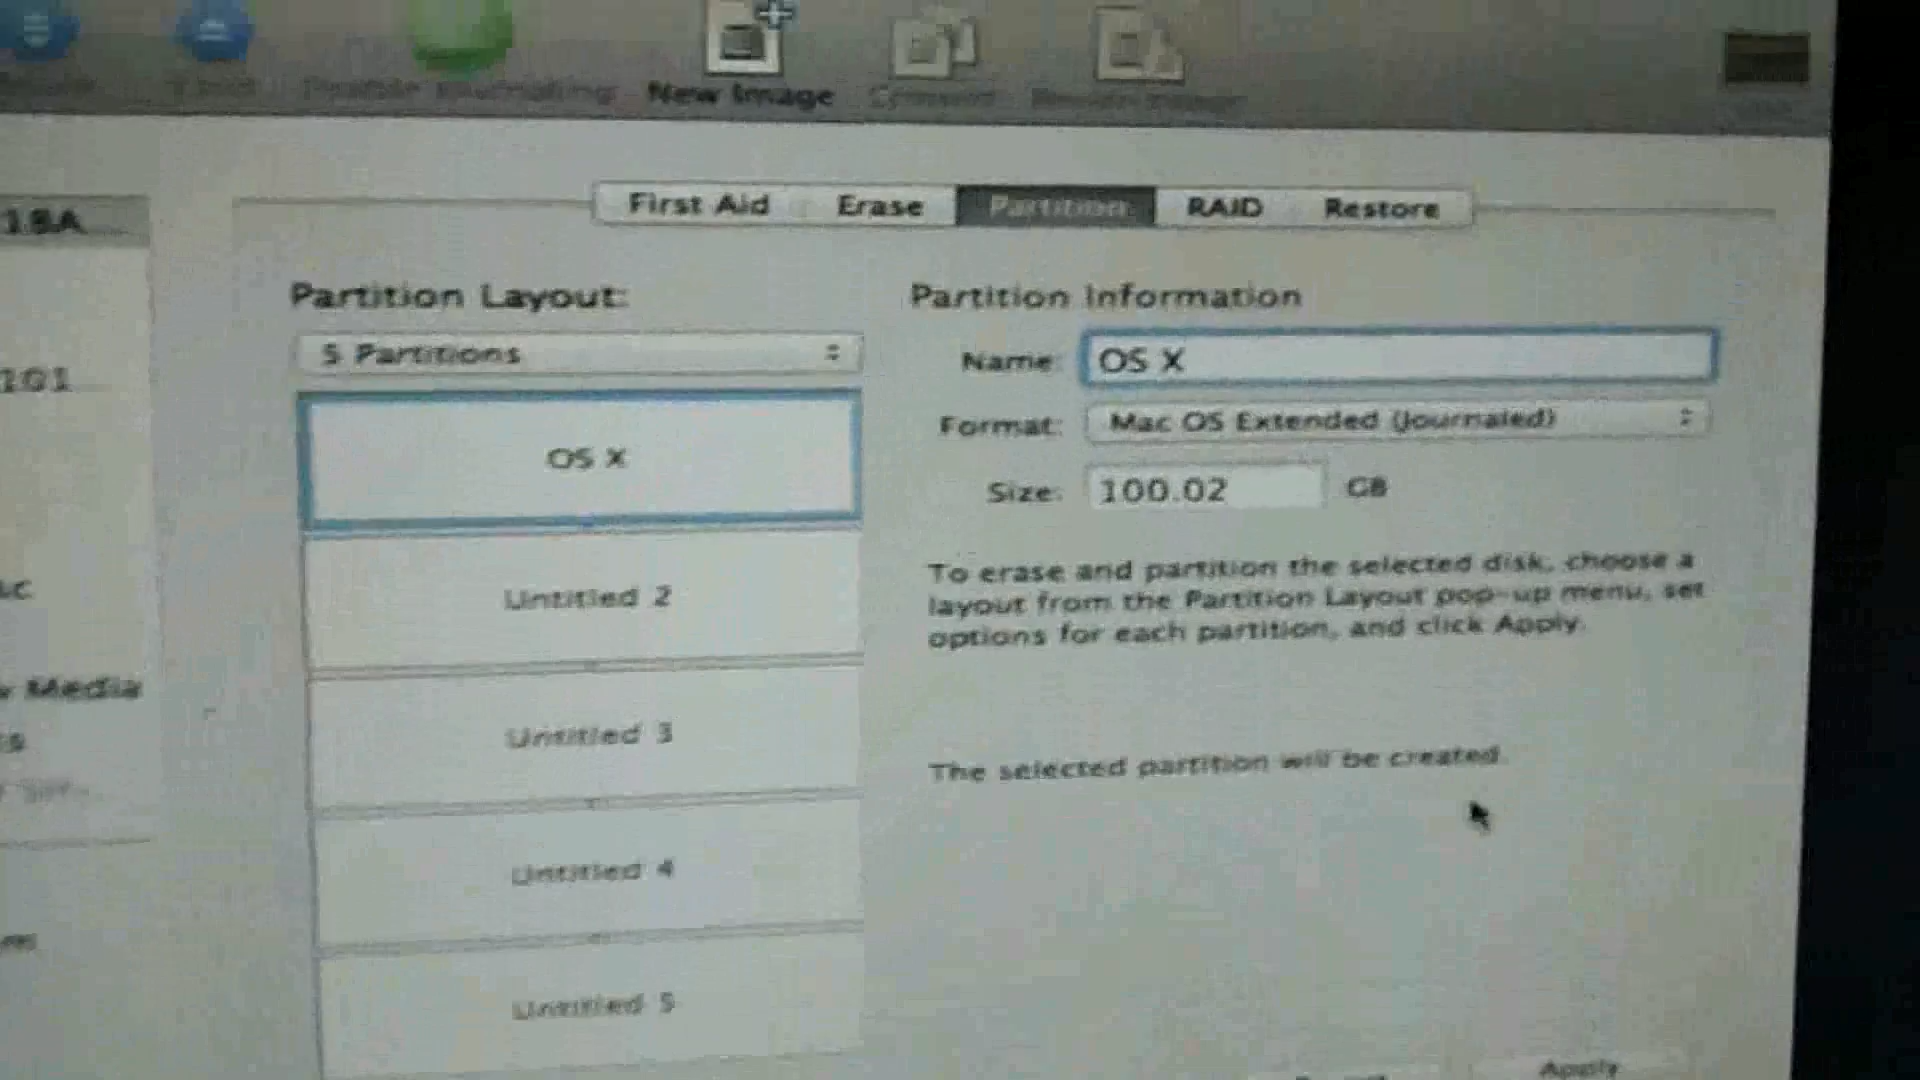 New Image
First Aid Erase Partition RAID Restore
18A
Partition Layout: Partition Information
5 Partitions
Name: OS X
101
Format: Mac OS Extended (Journaled)
OS X
Size: 100.02 GB
To erase and partition the selected disk, choose a
layout from the Partition Layout pop-up menu, set
options for each partition, and click Apply.
Untitled 2
Media
Untitled 3
The selected partition will be created.
Untitled 4
Untitled 5
Apply